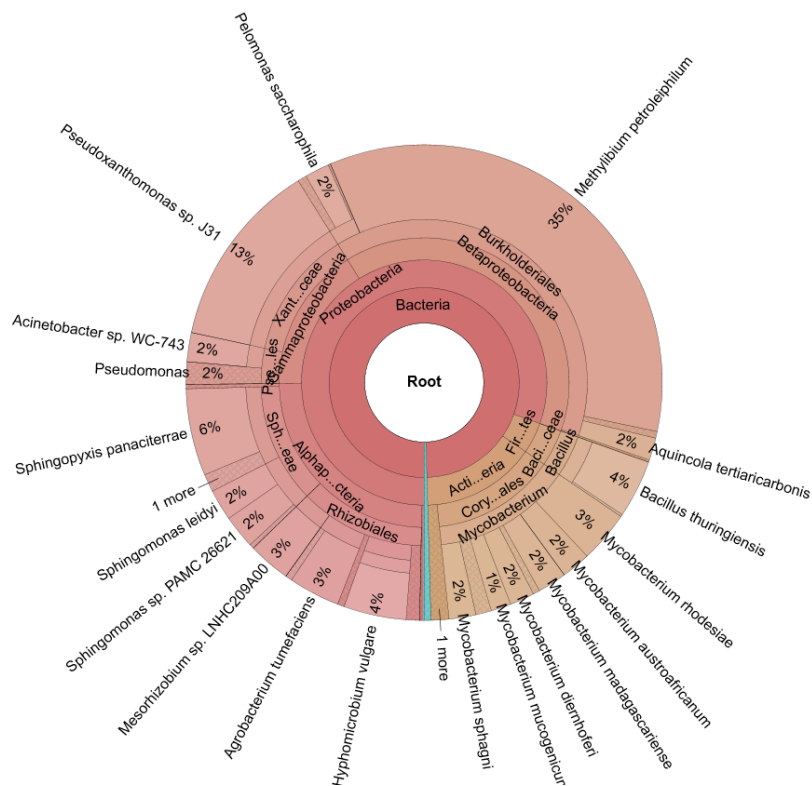 Pelomonas saccharophila
2%
Methylibium petroleiphilum
35%
Pseudoxanthomonas sp. J31
13%
Acinetobacter sp. WC-743
2%
Pseudomonas
2%
Sphingopyxis panaciterrae
6%
1 more
Sphingomonas leidyi
2%
Sphingomonas sp. PAMC 26621
2%
Mesorhizobium sp. LNHC209A00
3%
Agrobacterium tumefaciens
3%
Hyphomicrobium vulgare
4%
1 more
Mycobacterium sphagni
2%
Mycobacterium mucogenicum
1%
Mycobacterium diernhoferi
2%
Mycobacterium madagascariense
2%
Mycobacterium austroafricanum
2%
Mycobacterium rhodesiae
3%
Bacillus thuringiensis
4%
Aquincola tertiaricarbonis
2%
Burkholderiales
Betaproteobacteria
Proteobacteria
Bacteria
Root
Xant...ceae
Gammaproteobacteria
Sph...eae
Alphap...cteria
Rhizobiales
Fir...tes
Baci...ceae
Bacillus
Acti...eria
Cory...ales
Mycobacterium